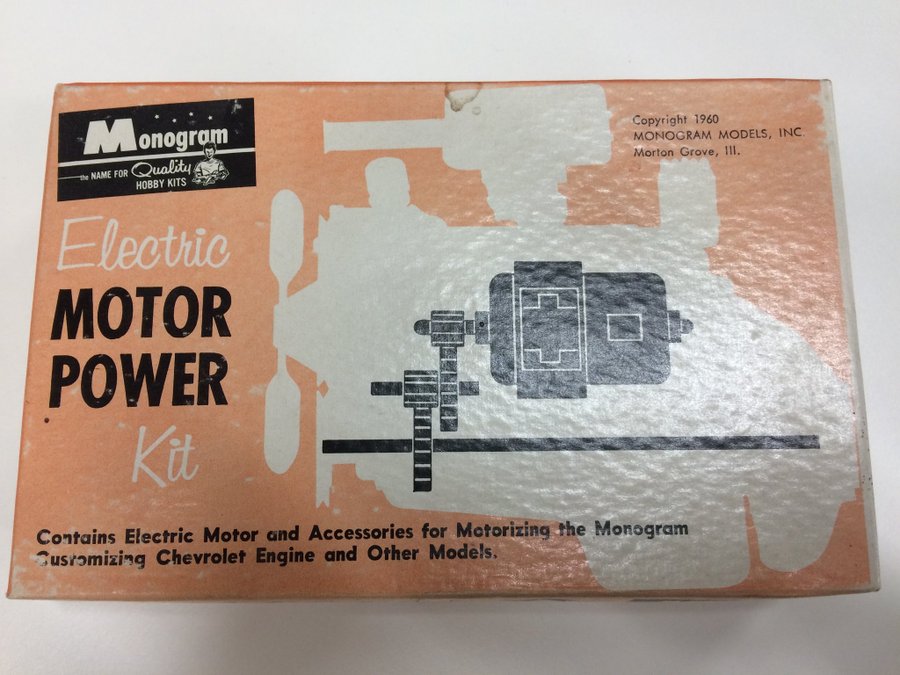 Monogram
the NAME FOR Quality
HOBBY KITS
Copyright 1960
MONOGRAM MODELS, INC.
Morton Grove, Ill.
Electric
MOTOR
POWER
Kit
Contains Electric Motor and Accessories for Motorizing the Monogram
Customizing Chevrolet Engine and Other Models.